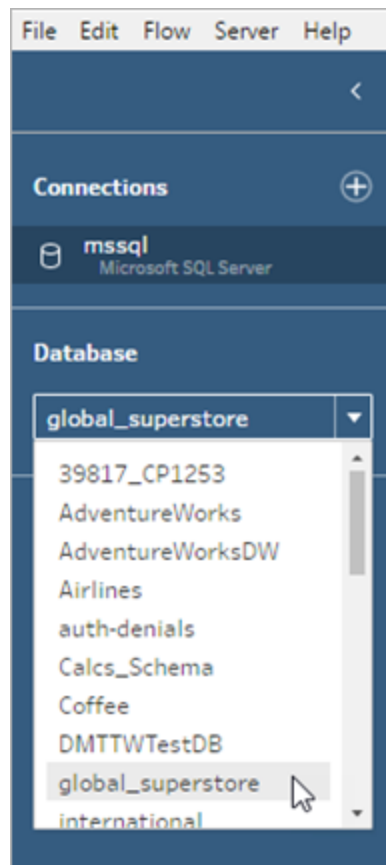 File Edit Flow Server Help
Connections
mssql
Microsoft SQL Server
Database
global_superstore
39817_CP1253
AdventureWorks
AdventureWorksDW
Airlines
auth-denials
Calcs_Schema
Coffee
DMTTWTestDB
global_superstore
international